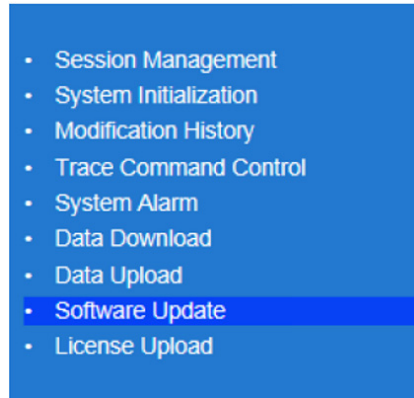 • Session Management
• System Initialization
• Modification History
• Trace Command Control
• System Alarm
• Data Download
• Data Upload
• Software Update
• License Upload